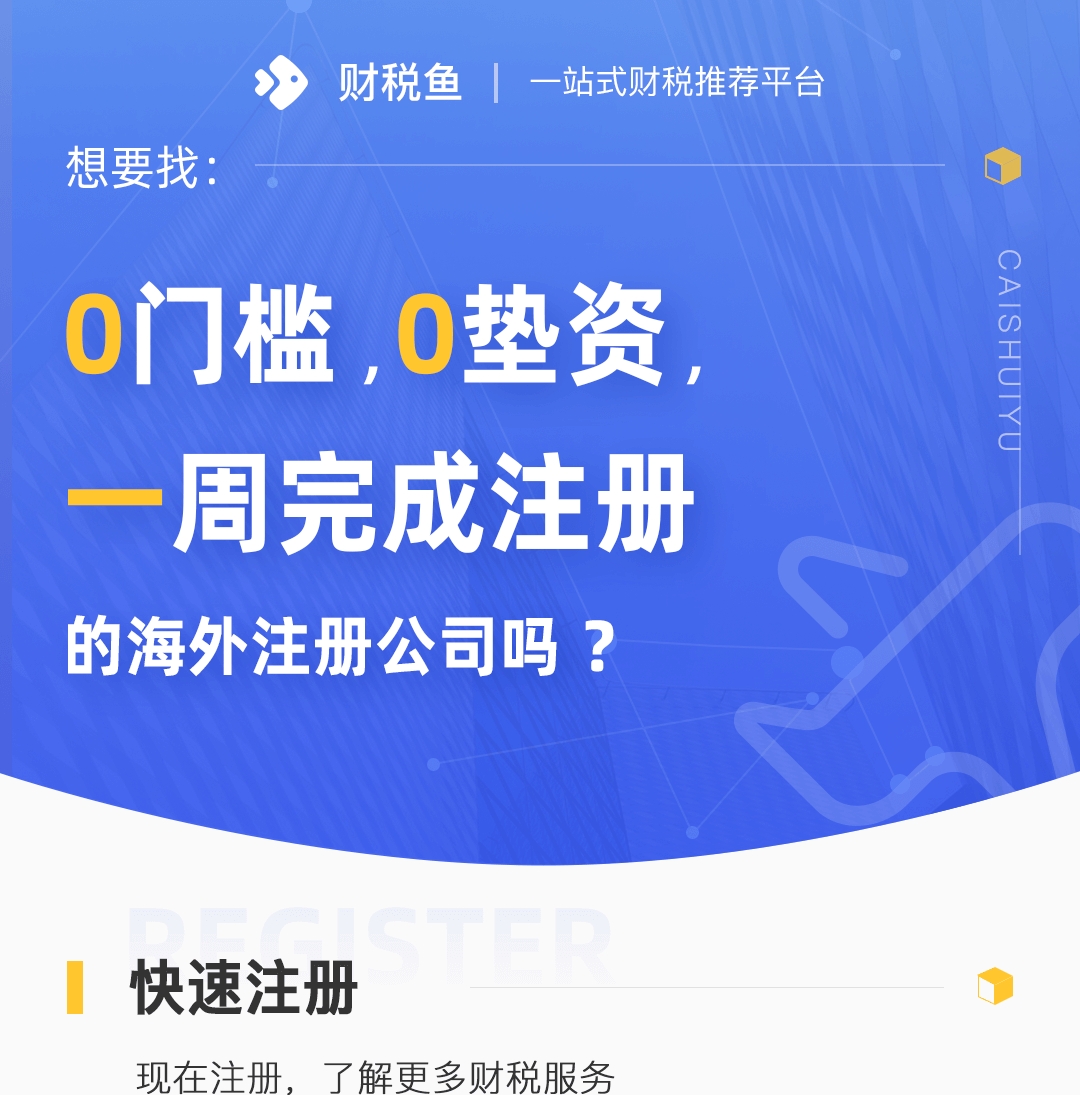 财税鱼 | 一站式财税推荐平台
想要找：
CAISHUIYU
0门槛，0垫资，
一周完成注册
的海外注册公司吗？
REGISTER
快速注册
现在注册，了解更多财税服务